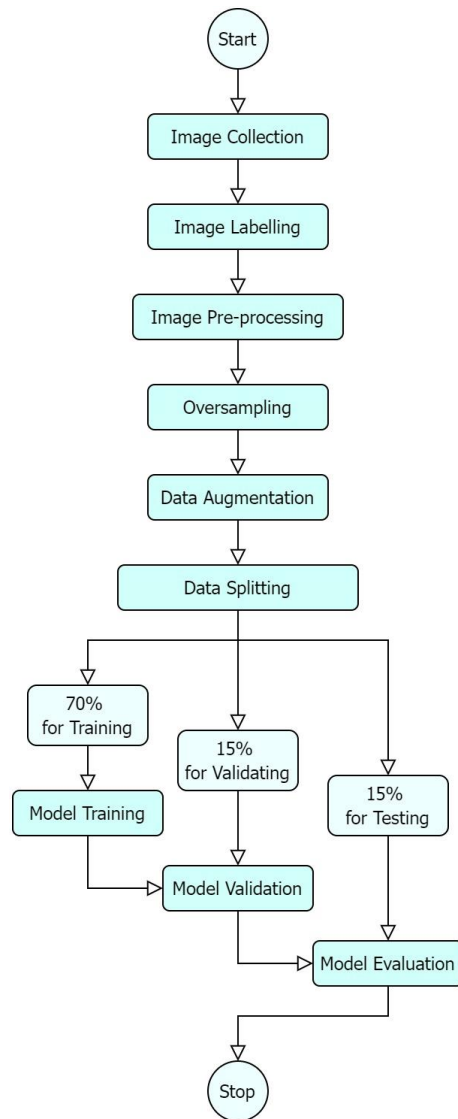 Start
Image Collection
Image Labelling
Image Pre-processing
Oversampling
Data Augmentation
Data Splitting
70%
for Training
15%
for Validating
15%
for Testing
Model Training
Model Validation
Model Evaluation
Stop